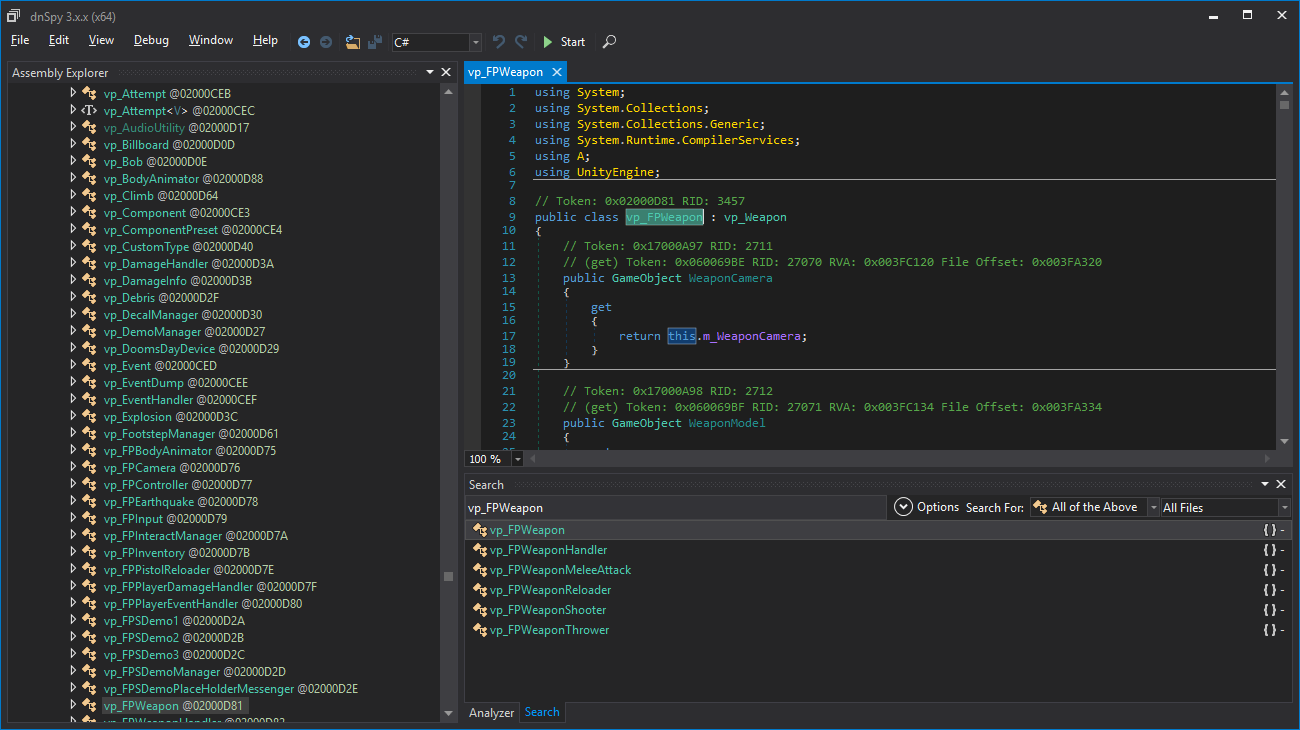 dnSpy 3.x.x (x64)
File Edit View Debug Window Help C# Start
Assembly Explorer
vp_Attempt @02000CEB
vp_Attempt<V> @02000CEC
vp_AudioUtility @02000D17
vp_Billboard @02000D0D
vp_Bob @02000D0E
vp_BodyAnimator @02000D88
vp_Climb @02000D64
vp_Component @02000CE3
vp_ComponentPreset @02000CE4
vp_CustomType @02000D40
vp_DamageHandler @02000D3A
vp_DamageInfo @02000D3B
vp_Debris @02000D2F
vp_DecalManager @02000D30
vp_DemoManager @02000D27
vp_DoomsDayDevice @02000D29
vp_Event @02000CED
vp_EventDump @02000CEE
vp_EventHandler @02000CEF
vp_Explosion @02000D3C
vp_FootstepManager @02000D61
vp_FPBodyAnimator @02000D75
vp_FPCamera @02000D76
vp_FPController @02000D77
vp_FPEarthquake @02000D78
vp_FPInput @02000D79
vp_FPInteractManager @02000D7A
vp_FPInventory @02000D7B
vp_FPPistolReloader @02000D7E
vp_FPPlayerDamageHandler @02000D7F
vp_FPPlayerEventHandler @02000D80
vp_FPSDemo1 @02000D2A
vp_FPSDemo2 @02000D2B
vp_FPSDemo3 @02000D2C
vp_FPSDemoManager @02000D2D
vp_FPSDemoPlaceHolderMessenger @02000D2E
vp_FPWeapon @02000D81
vp_FPWeaponHandler @02000D82
vp_FPWeapon
1 using System;
2 using System.Collections;
3 using System.Collections.Generic;
4 using System.Runtime.CompilerServices;
5 using A;
6 using UnityEngine;
7
8 // Token: 0x02000D81 RID: 3457
9 public class vp_FPWeapon : vp_Weapon
10 {
11 // Token: 0x17000A97 RID: 2711
12 // (get) Token: 0x060069BE RID: 27070 RVA: 0x003FC120 File Offset: 0x003FA320
13 public GameObject WeaponCamera
14 {
15 get
16 {
17 return this.m_WeaponCamera;
18 }
19 }
20
21 // Token: 0x17000A98 RID: 2712
22 // (get) Token: 0x060069BF RID: 27071 RVA: 0x003FC134 File Offset: 0x003FA334
23 public GameObject WeaponModel
24 {
100 %
Search
vp_FPWeapon Options Search For: All of the Above All Files
vp_FPWeapon {} -
vp_FPWeaponHandler {} -
vp_FPWeaponMeleeAttack {} -
vp_FPWeaponReloader {} -
vp_FPWeaponShooter {} -
vp_FPWeaponThrower {} -
Analyzer Search